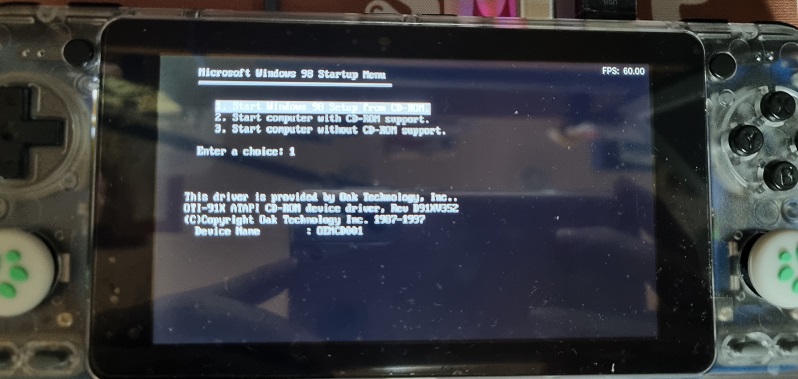 Microsoft Windows 98 Startup Menu
FPS: 60.00
1. Start Windows 98 Setup from CD-ROM.
2. Start computer with CD-ROM support.
3. Start computer without CD-ROM support.
Enter a choice: 1
This driver is provided by Oak Technology, Inc..
OTI-91X ATAPI CD-ROM device driver, Rev D91XV352
(C)Copyright Oak Technology Inc. 1987-1997
Device Name : OEMCD001
X
Y
A
B